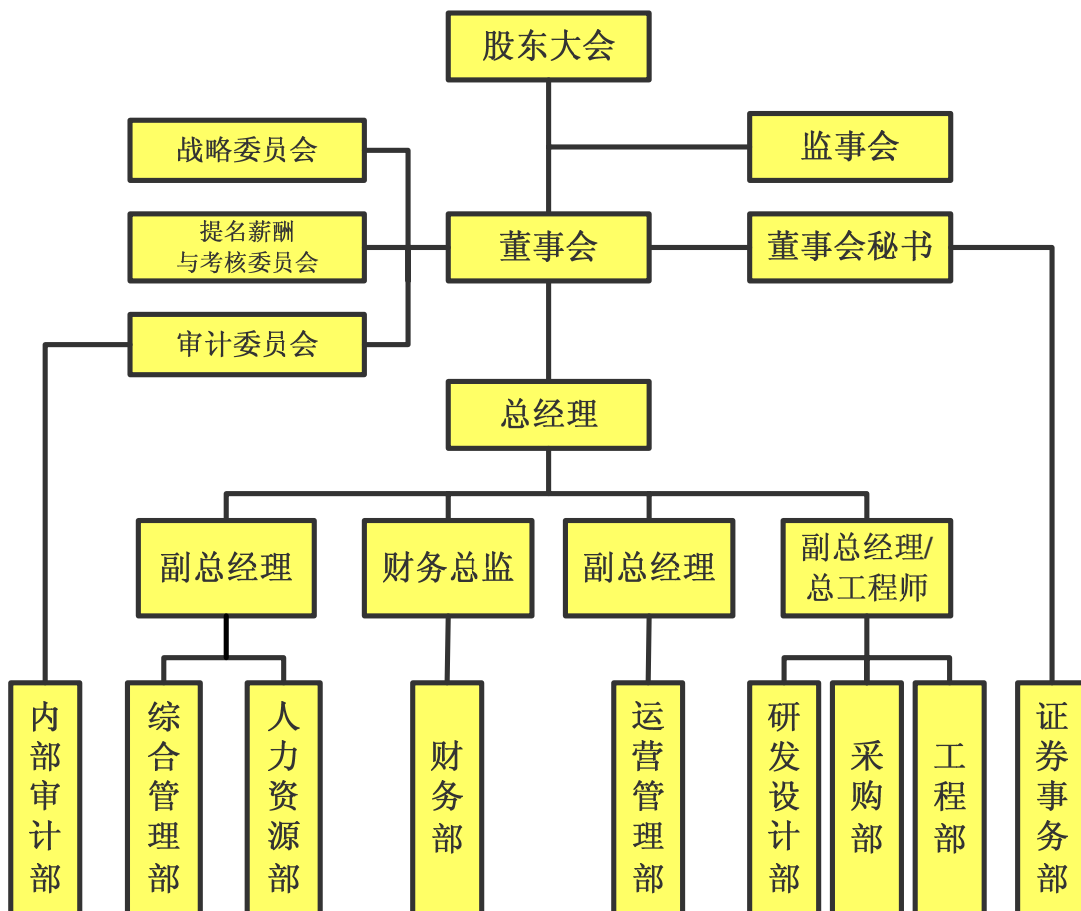 股东大会
战略委员会
监事会
提名薪酬
与考核委员会
董事会
董事会秘书
审计委员会
总经理
副总经理
财务总监
副总经理
副总经理/
总工程师
内部审计部
综合管理部
人力资源部
财务部
运营管理部
研发设计部
采购部
工程部
证券事务部